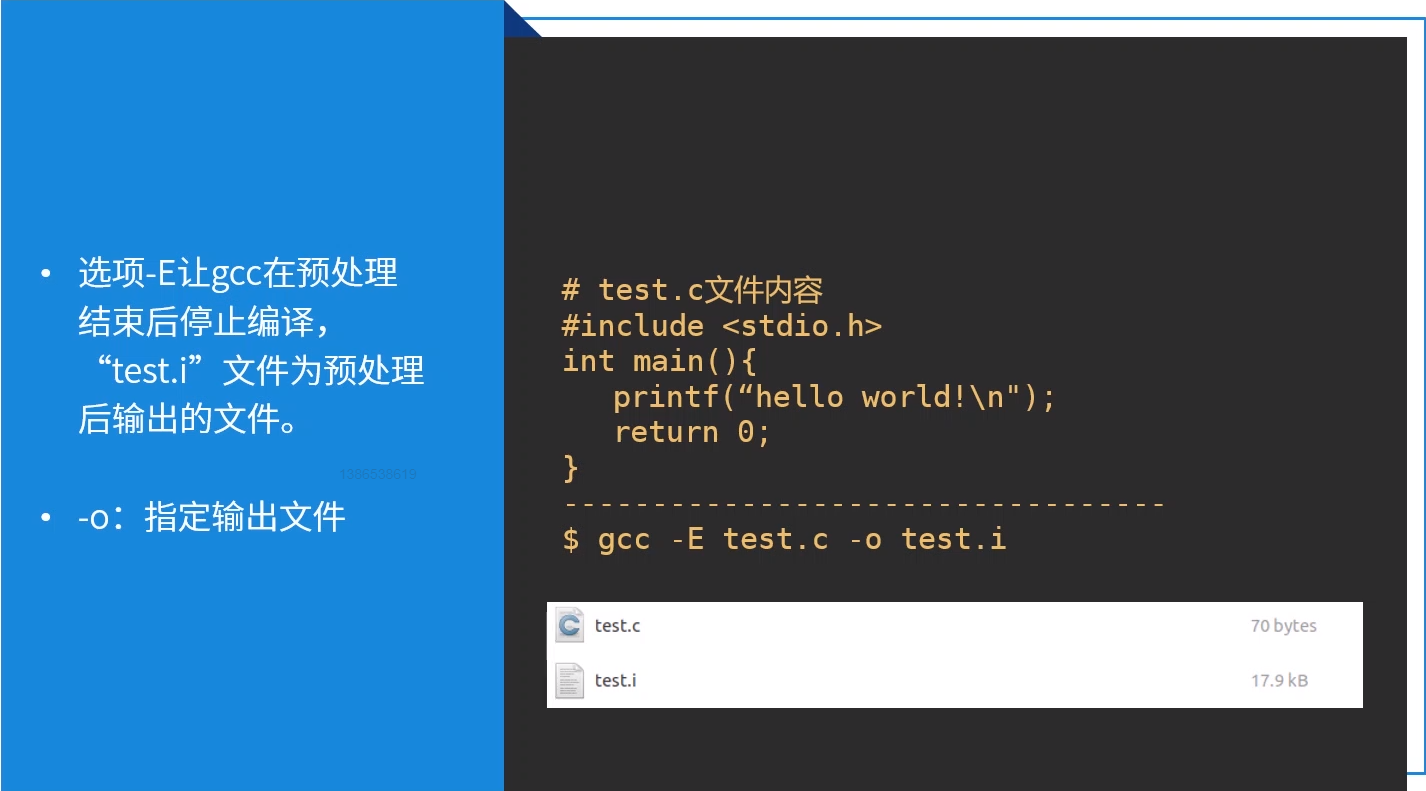 • 选项-E让gcc在预处理
结束后停止编译，
“test.i”文件为预处理
后输出的文件。
1386538619
• -o：指定输出文件
# test.c文件内容
#include <stdio.h>
int main(){
printf(“hello world!\n");
return 0;
}
----------------------------------
$ gcc -E test.c -o test.i
test.c 70 bytes
test.i 17.9 kB